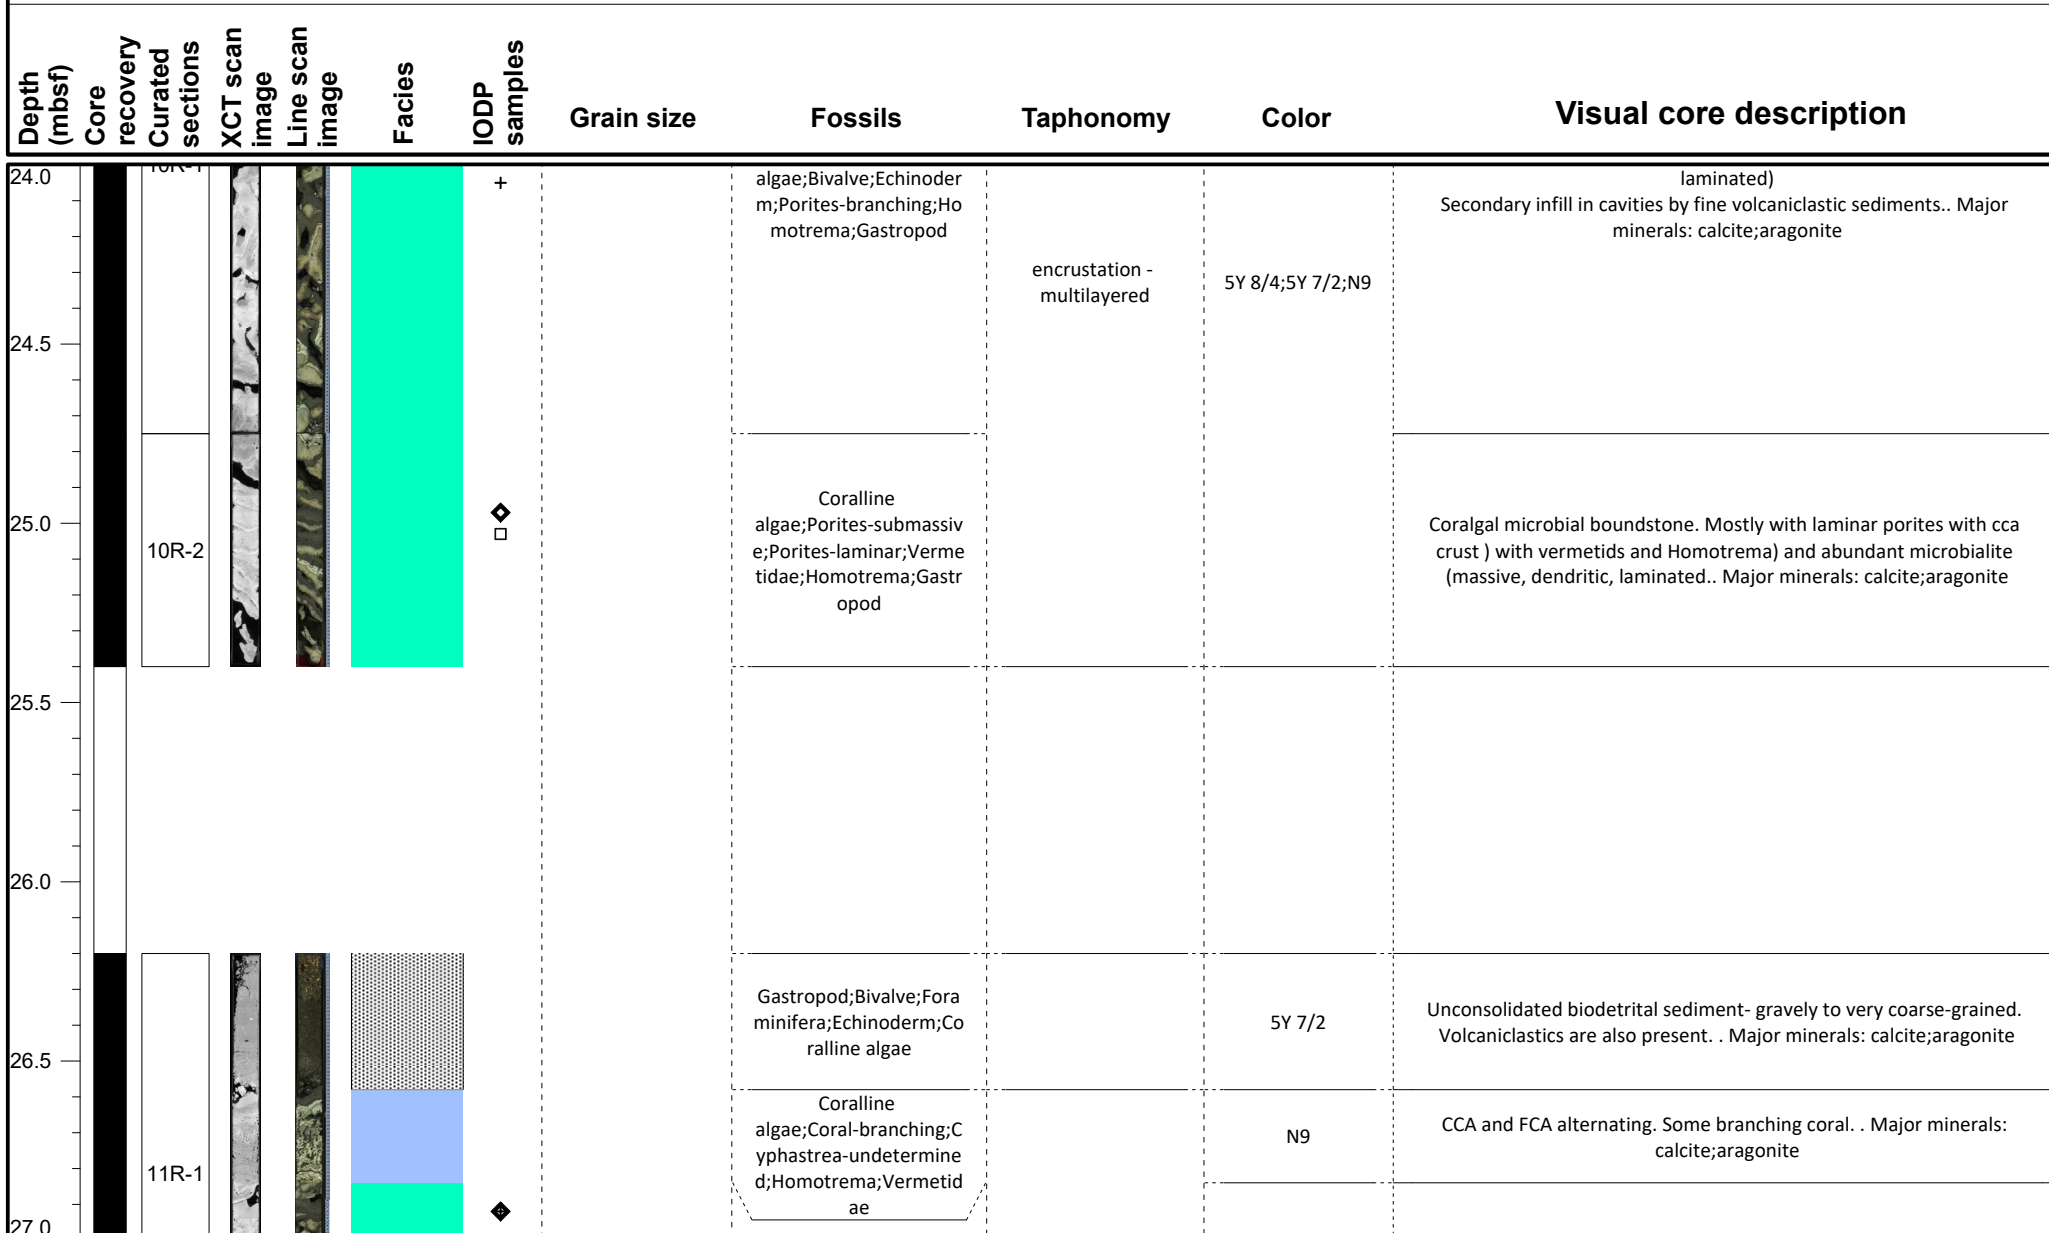 Depth
(mbsf)
Core
recovery
Curated
sections
XCT scan
image
Line scan
image
Facies
IODP
samples
Grain size
Fossils
Taphonomy
Color
Visual core description
24.0
10R-1
+
algae;Bivalve;Echinoder
m;Porites-branching;Ho
motrema;Gastropod
laminated)
Secondary infill in cavities by fine volcaniclastic sediments.. Major
minerals: calcite;aragonite
encrustation -
multilayered
5Y 8/4;5Y 7/2;N9
24.5
25.0
10R-2
Coralline
algae;Porites-submassiv
e;Porites-laminar;Verme
tidae;Homotrema;Gastr
opod
Coralgal microbial boundstone. Mostly with laminar porites with cca
crust ) with vermetids and Homotrema) and abundant microbialite
(massive, dendritic, laminated.. Major minerals: calcite;aragonite
25.5
26.0
Gastropod;Bivalve;Fora
minifera;Echinoderm;Co
ralline algae
5Y 7/2
Unconsolidated biodetrital sediment- gravely to very coarse-grained.
Volcaniclastics are also present. . Major minerals: calcite;aragonite
26.5
11R-1
Coralline
algae;Coral-branching;C
yphastrea-undetermine
d;Homotrema;Vermetid
ae
N9
CCA and FCA alternating. Some branching coral. . Major minerals:
calcite;aragonite
27.0